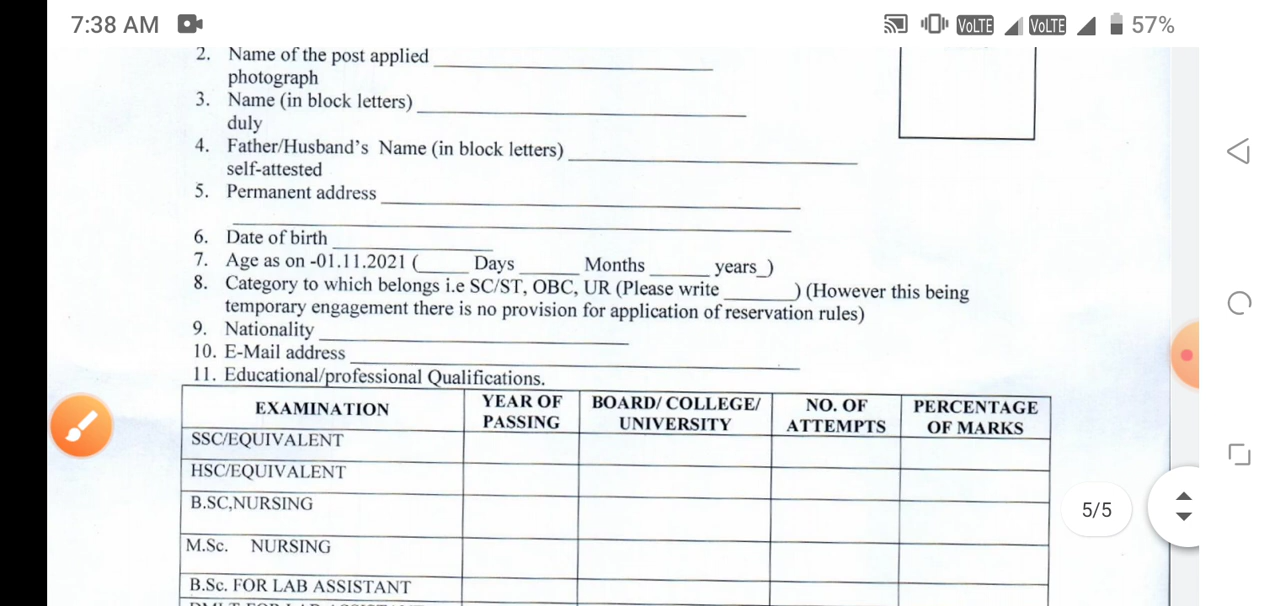 7:38 AM VoLTE VoLTE 57%
2. Name of the post applied
photograph
3. Name (in block letters)
duly
4. Father/Husband's Name (in block letters)
self-attested
5. Permanent address
6. Date of birth
7. Age as on -01.11.2021 (_____ Days ______ Months ______ years_)
8. Category to which belongs i.e SC/ST, OBC, UR (Please write _______) (However this being
temporary engagement there is no provision for application of reservation rules)
9. Nationality
10. E-Mail address
11. Educational/professional Qualifications.
EXAMINATION YEAR OF PASSING BOARD/ COLLEGE/ UNIVERSITY NO. OF ATTEMPTS PERCENTAGE OF MARKS
SSC/EQUIVALENT
HSC/EQUIVALENT
B.SC,NURSING
5/5
M.Sc. NURSING
B.Sc. FOR LAB ASSISTANT